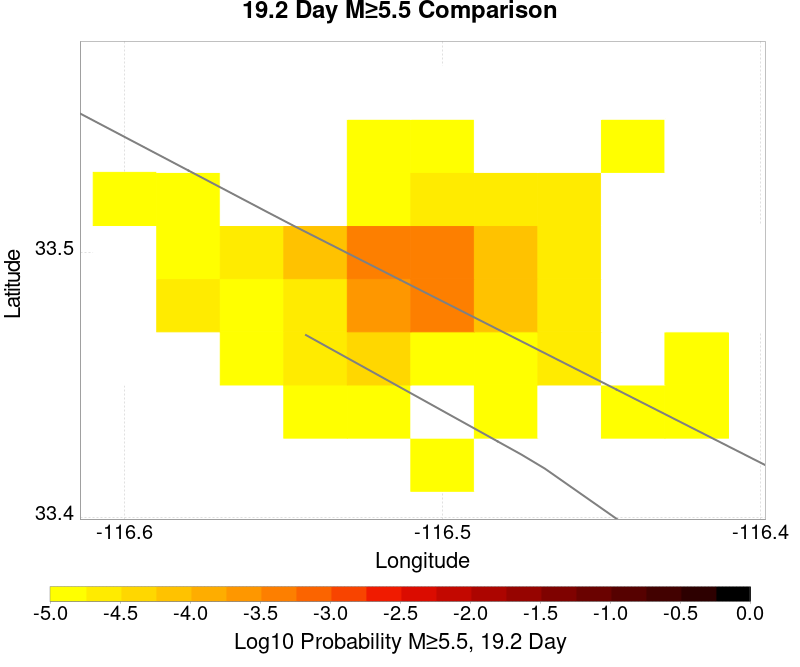 19.2 Day M≥5.5 Comparison
Latitude
33.5
33.4
-116.6 -116.5 -116.4
Longitude
-5.0 -4.5 -4.0 -3.5 -3.0 -2.5 -2.0 -1.5 -1.0 -0.5 0.0
Log10 Probability M≥5.5, 19.2 Day